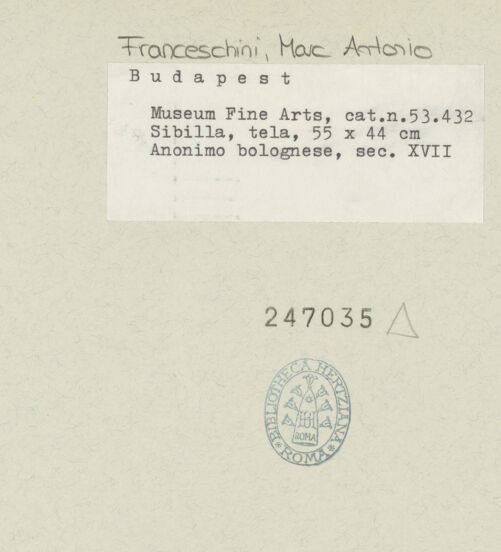 Franceschini, Marc Antonio
Budapest
Museum Fine Arts, cat.n.53.432
Sibilla, tela, 55 x 44 cm
Anonimo bolognese, sec. XVII
247035
BIBLIOTHECA HERTZIANA
ROMA
ROMA